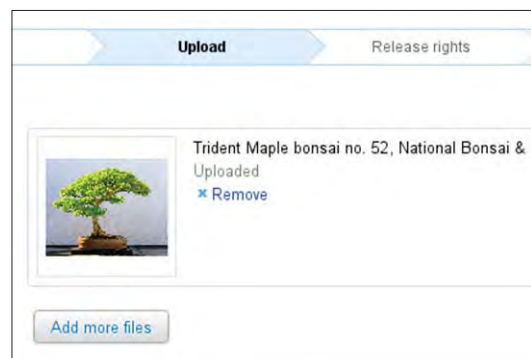 Upload Release rights
Trident Maple bonsai no. 52, National Bonsai &
Uploaded
× Remove
Add more files